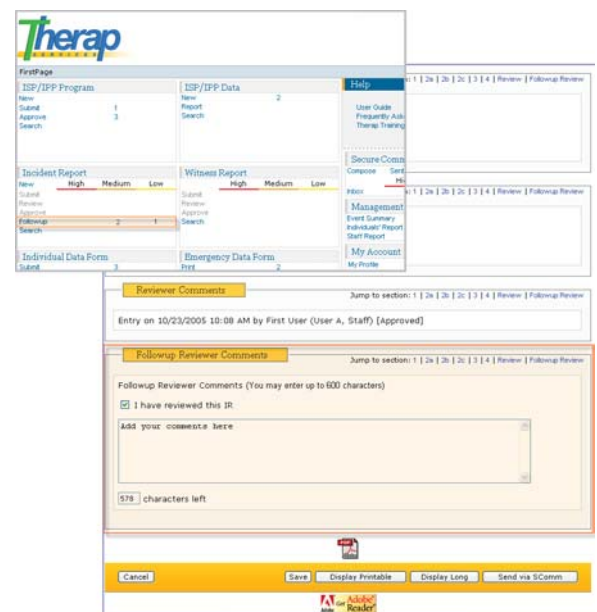 Therap
SERVICES
FirstPage
ISP/IPP Program
New
Submit 1
Approve 3
Search
ISP/IPP Data
New 2
Report
Search
Help
User Guide
Frequently Ask
Therap Training
Incident Report
New High Medium Low
Submit
Review
Approve
Followup 2 1
Search
Witness Report
High Medium Low
Submit
Review
Approve
Search
Secure Comm
Compose Sent
Hi
Inbox
Management
Event Summary
Individuals' Report
Staff Report
Individual Data Form
Submit 3
Emergency Data Form
Print 2
My Account
My Profile
n: 1 | 2a | 2b | 2c | 3 | 4 | Review | Followup Review
n: 1 | 2a | 2b | 2c | 3 | 4 | Review | Followup Review
Reviewer Comments
Jump to section: 1 | 2a | 2b | 2c | 3 | 4 | Review | Followup Review
Entry on 10/23/2005 10:08 AM by First User (User A, Staff) [Approved]
Followup Reviewer Comments
Jump to section: 1 | 2a | 2b | 2c | 3 | 4 | Review | Followup Review
Followup Reviewer Comments (You may enter up to 600 characters)
I have reviewed this IR
Add your comments here
578 characters left
Cancel Save Display Printable Display Long Send via SComm
Adobe Get Adobe Reader